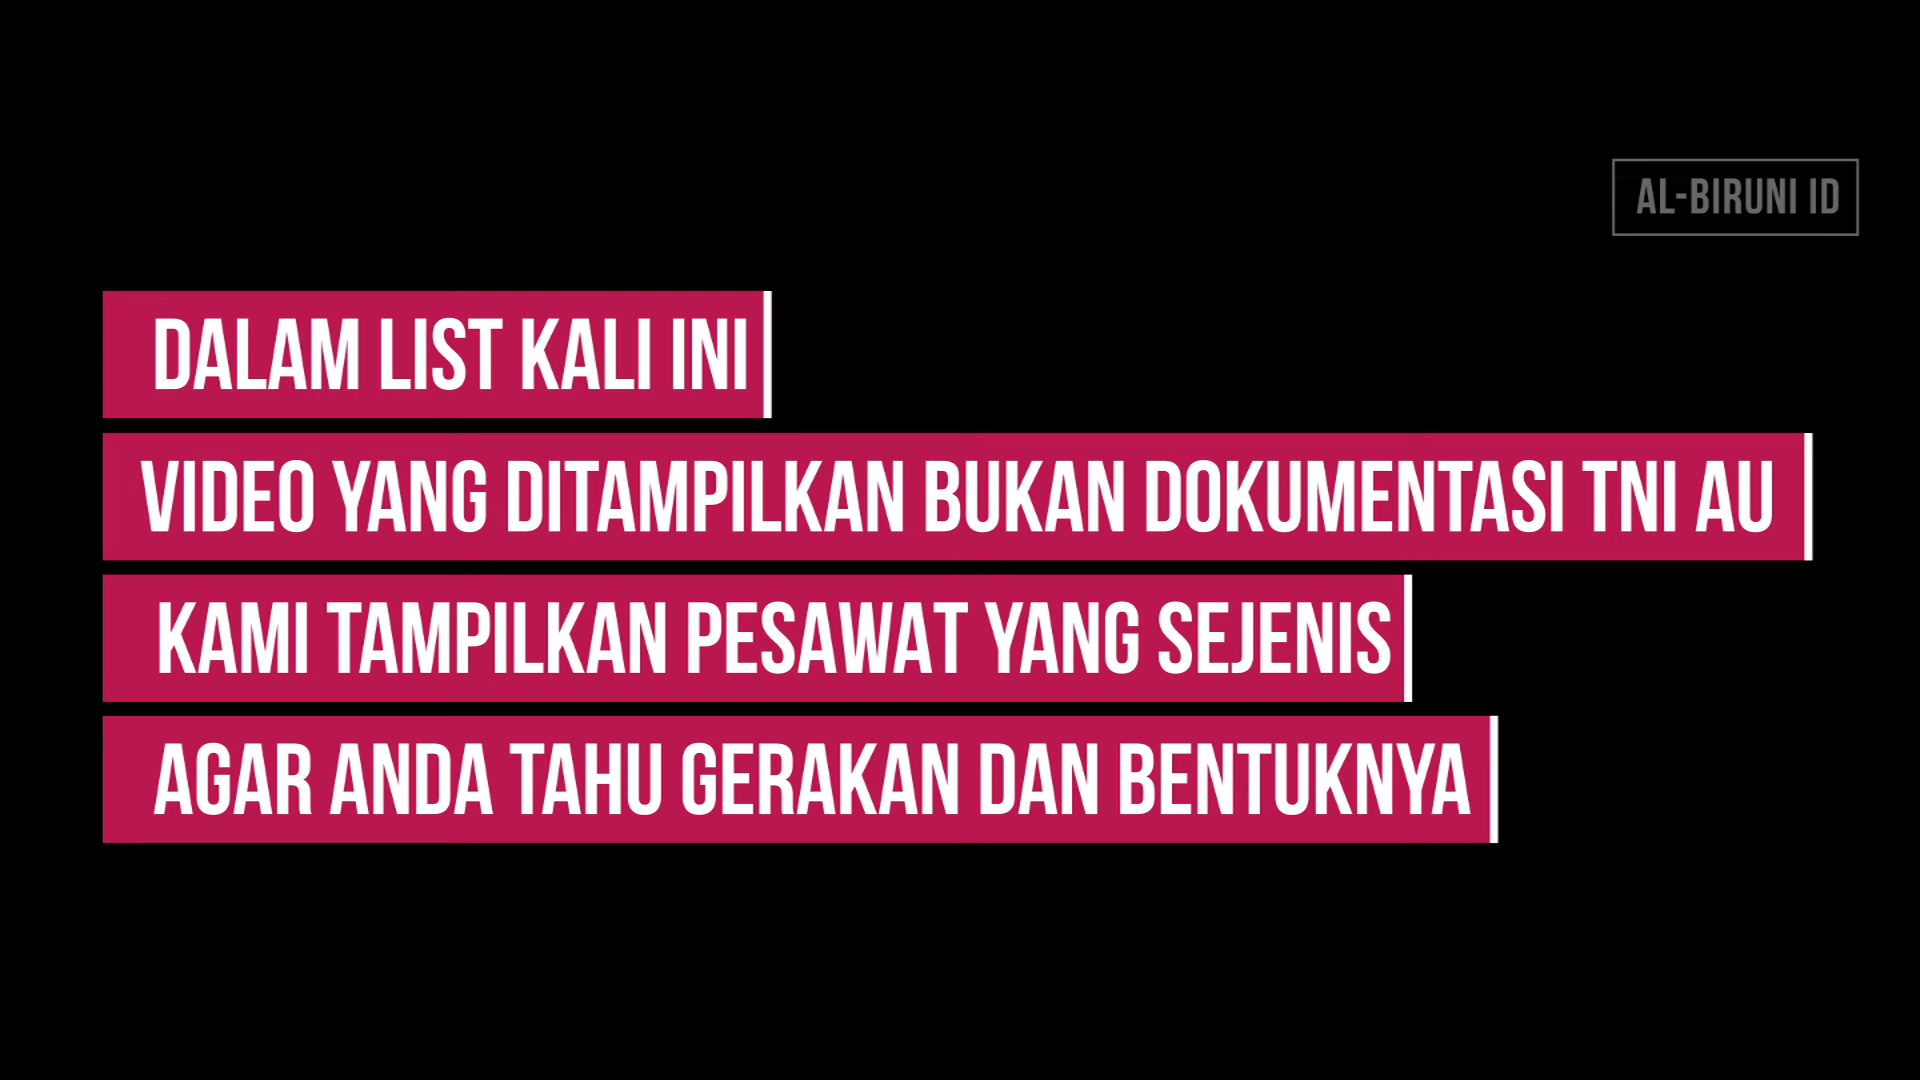 AL-BIRUNI ID
DALAM LIST KALI INI
VIDEO YANG DITAMPILKAN BUKAN DOKUMENTASI TNI AU
KAMI TAMPILKAN PESAWAT YANG SEJENIS
AGAR ANDA TAHU GERAKAN DAN BENTUKNYA